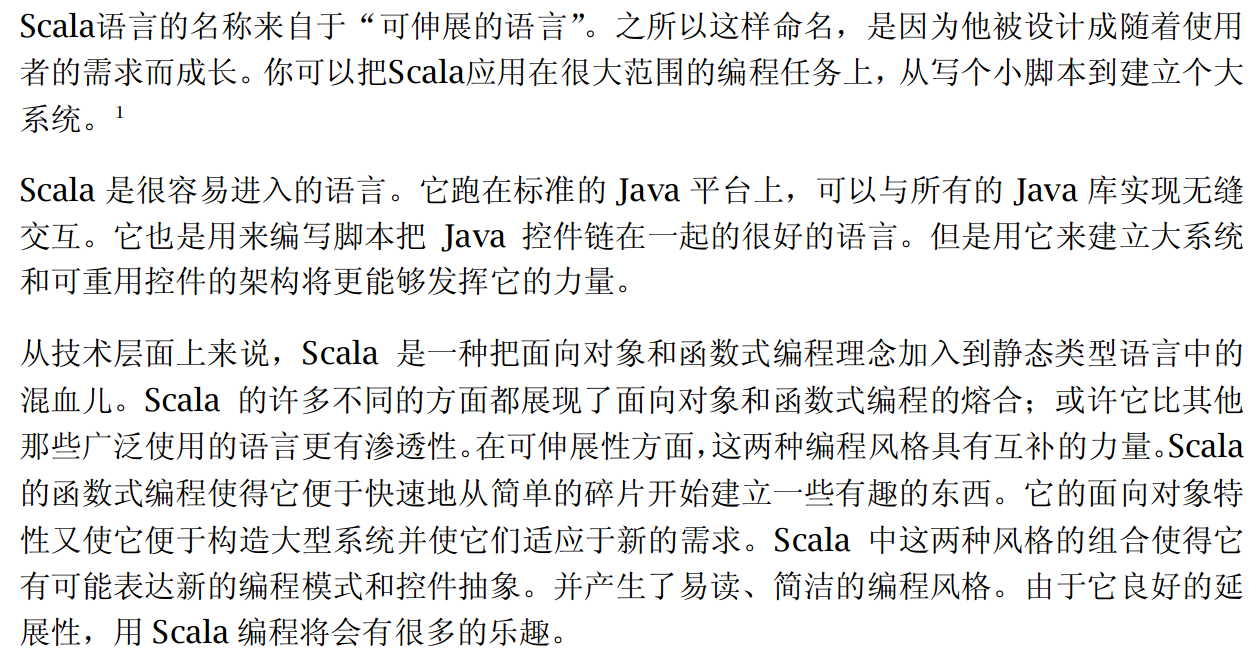 Scala语言的名称来自于“可伸展的语言”。之所以这样命名，是因为他被设计成随着使用
者的需求而成长。你可以把Scala应用在很大范围的编程任务上，从写个小脚本到建立个大
系统。¹
Scala 是很容易进入的语言。它跑在标准的 Java 平台上，可以与所有的 Java 库实现无缝
交互。它也是用来编写脚本把 Java 控件链在一起的很好的语言。但是用它来建立大系统
和可重用控件的架构将更能够发挥它的力量。
从技术层面上来说，Scala 是一种把面向对象和函数式编程理念加入到静态类型语言中的
混血儿。Scala 的许多不同的方面都展现了面向对象和函数式编程的熔合；或许它比其他
那些广泛使用的语言更有渗透性。在可伸展性方面，这两种编程风格具有互补的力量。Scala
的函数式编程使得它便于快速地从简单的碎片开始建立一些有趣的东西。它的面向对象特
性又使它便于构造大型系统并使它们适应于新的需求。Scala 中这两种风格的组合使得它
有可能表达新的编程模式和控件抽象。并产生了易读、简洁的编程风格。由于它良好的延
展性，用 Scala 编程将会有很多的乐趣。